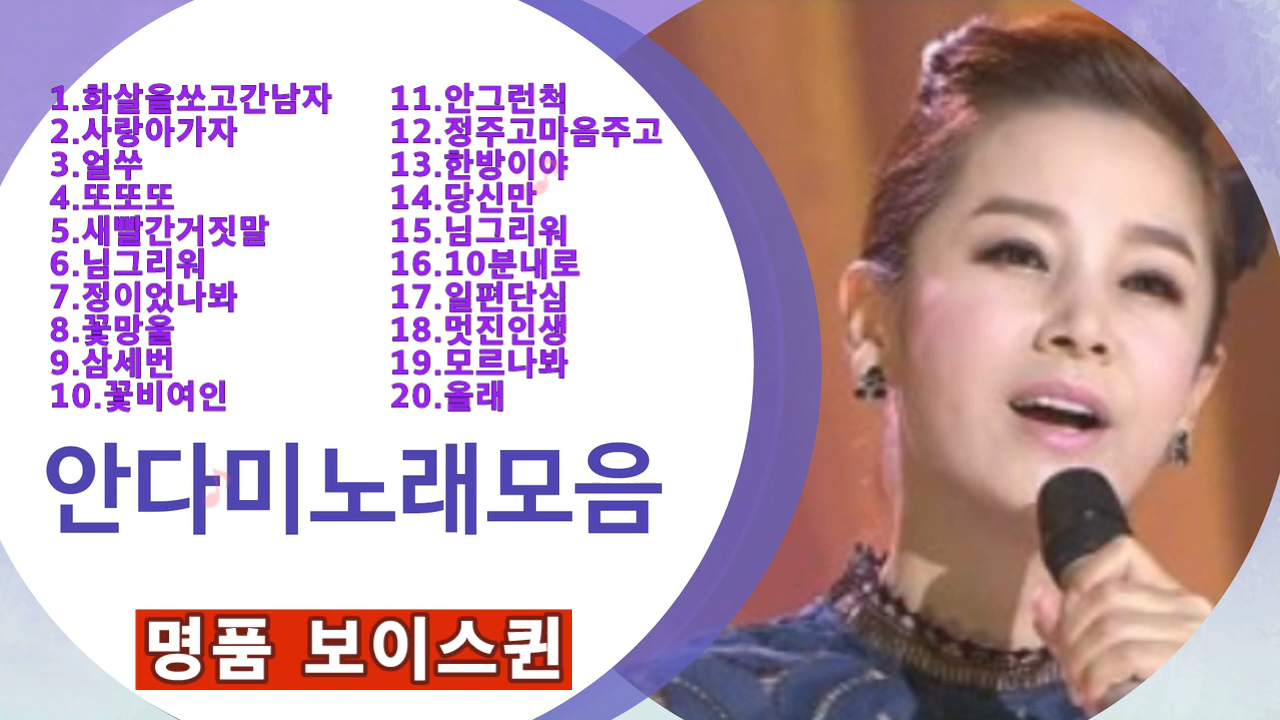 1.화살을쏘고간남자
2.사랑아가자
3.얼쑤
4.또또또
5.새빨간거짓말
6.님그리워
7.정이었나봐
8.꽃망울
9.삼세번
10.꽃비여인
11.안그런척
12.정주고마음주고
13.한방이야
14.당신만
15.님그리워
16.10분내로
17.일편단심
18.멋진인생
19.모르나봐
20.올래
안다미노래모음
명품 보이스퀸